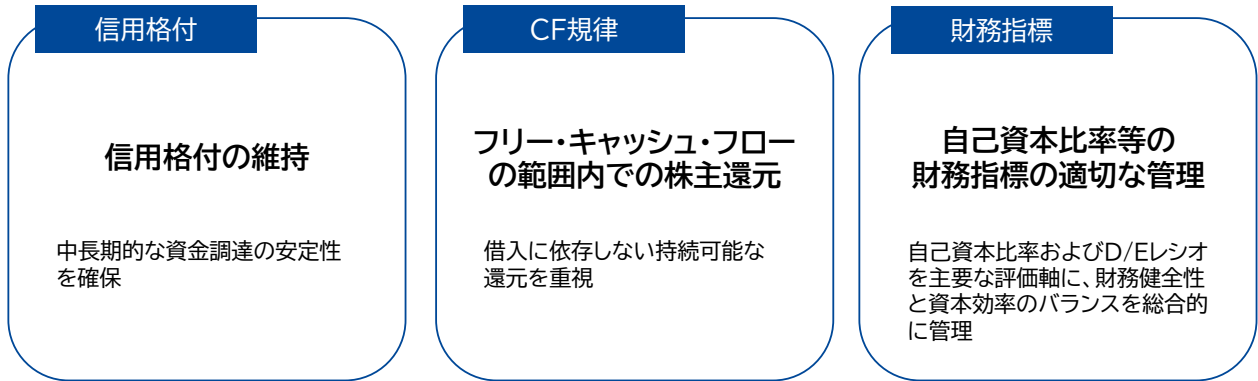 信用格付
信用格付の維持
中長期的な資金調達の安定性
を確保
CF規律
フリー・キャッシュ・フロー
の範囲内での株主還元
借入に依存しない持続可能な
還元を重視
財務指標
自己資本比率等の
財務指標の適切な管理
自己資本比率およびD/Eレシオ
を主要な評価軸に、財務健全性
と資本効率のバランスを総合的
に管理